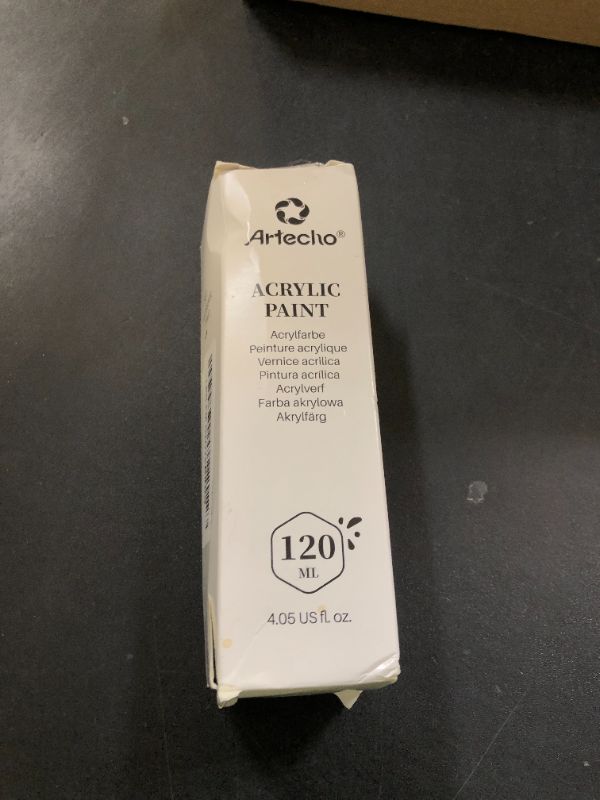 Artecho®
ACRYLIC
PAINT
Acrylfarbe
Peinture acrylique
Vernice acrilica
Pintura acrílica
Acrylverf
Farba akrylowa
Akrylfärg
120
ML
4.05 US fl. oz.